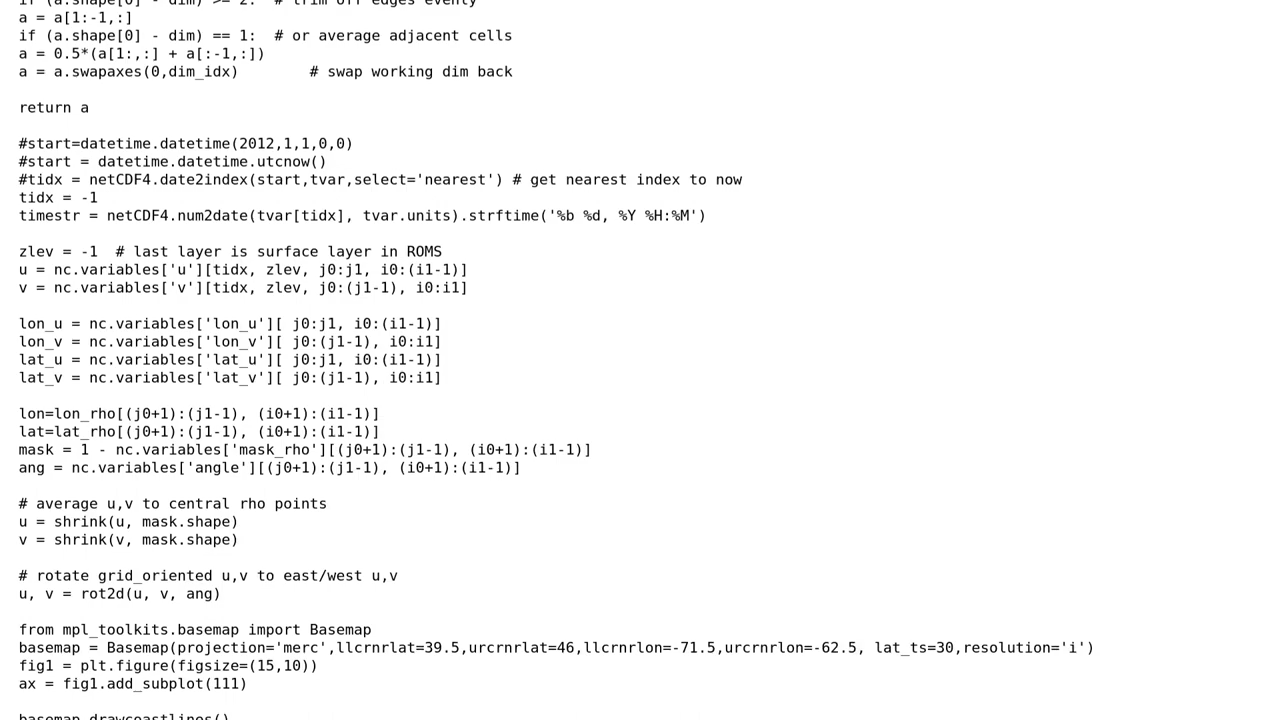 if (a.shape[0] - dim) >= 2:  # trim off edges evenly
a = a[1:-1,:]
if (a.shape[0] - dim) == 1:  # or average adjacent cells
a = 0.5*(a[1:,:] + a[:-1,:])
a = a.swapaxes(0,dim_idx)        # swap working dim back

return a

#start=datetime.datetime(2012,1,1,0,0)
#start = datetime.datetime.utcnow()
#tidx = netCDF4.date2index(start,tvar,select='nearest') # get nearest index to now
tidx = -1
timestr = netCDF4.num2date(tvar[tidx], tvar.units).strftime('%b %d, %Y %H:%M')

zlev = -1  # last layer is surface layer in ROMS
u = nc.variables['u'][tidx, zlev, j0:j1, i0:(i1-1)]
v = nc.variables['v'][tidx, zlev, j0:(j1-1), i0:i1]

lon_u = nc.variables['lon_u'][ j0:j1, i0:(i1-1)]
lon_v = nc.variables['lon_v'][ j0:(j1-1), i0:i1]
lat_u = nc.variables['lat_u'][ j0:j1, i0:(i1-1)]
lat_v = nc.variables['lat_v'][ j0:(j1-1), i0:i1]

lon=lon_rho[(j0+1):(j1-1), (i0+1):(i1-1)]
lat=lat_rho[(j0+1):(j1-1), (i0+1):(i1-1)]
mask = 1 - nc.variables['mask_rho'][(j0+1):(j1-1), (i0+1):(i1-1)]
ang = nc.variables['angle'][(j0+1):(j1-1), (i0+1):(i1-1)]

# average u,v to central rho points
u = shrink(u, mask.shape)
v = shrink(v, mask.shape)

# rotate grid_oriented u,v to east/west u,v
u, v = rot2d(u, v, ang)

from mpl_toolkits.basemap import Basemap
basemap = Basemap(projection='merc',llcrnrlat=39.5,urcrnrlat=46,llcrnrlon=-71.5,urcrnrlon=-62.5, lat_ts=30,resolution='i')
fig1 = plt.figure(figsize=(15,10))
ax = fig1.add_subplot(111)

basemap.drawcoastlines()